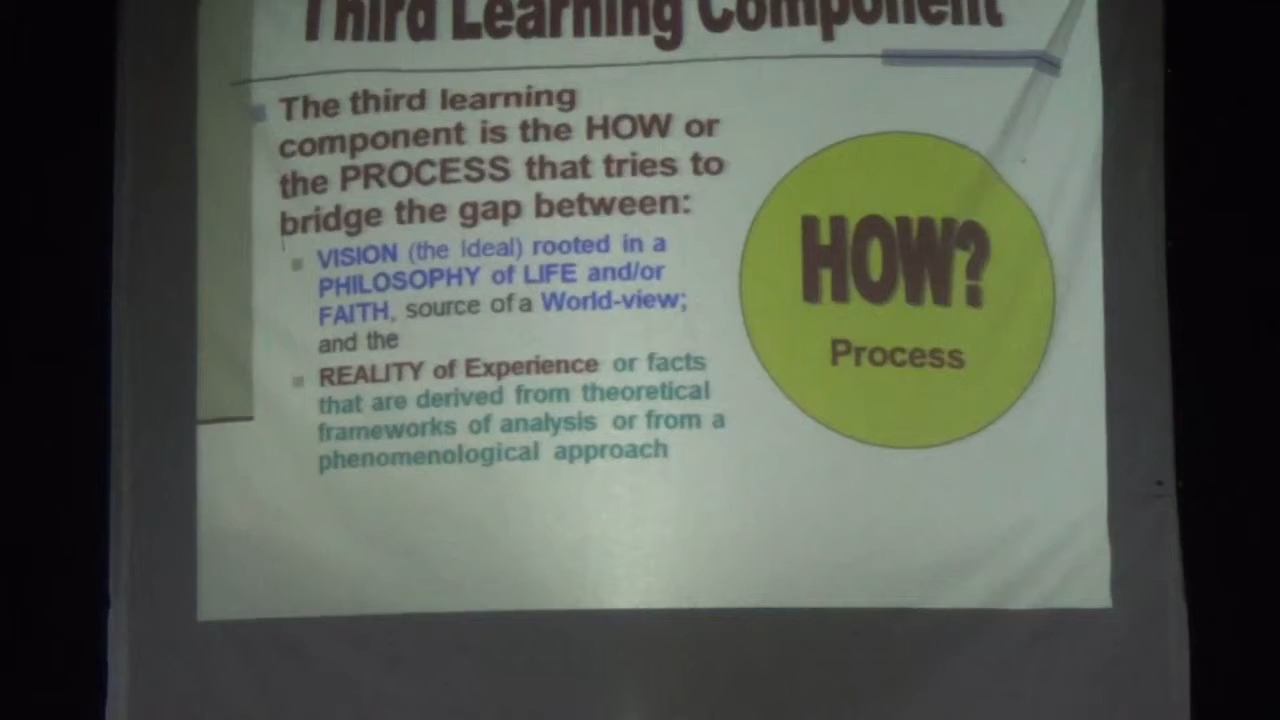 Third Learning Component
The third learning
component is the HOW or
the PROCESS that tries to
bridge the gap between:
VISION (the ideal) rooted in a
PHILOSOPHY of LIFE and/or
FAITH, source of a World-view;
and the
REALITY of Experience or facts
that are derived from theoretical
frameworks of analysis or from a
phenomenological approach
HOW?
Process